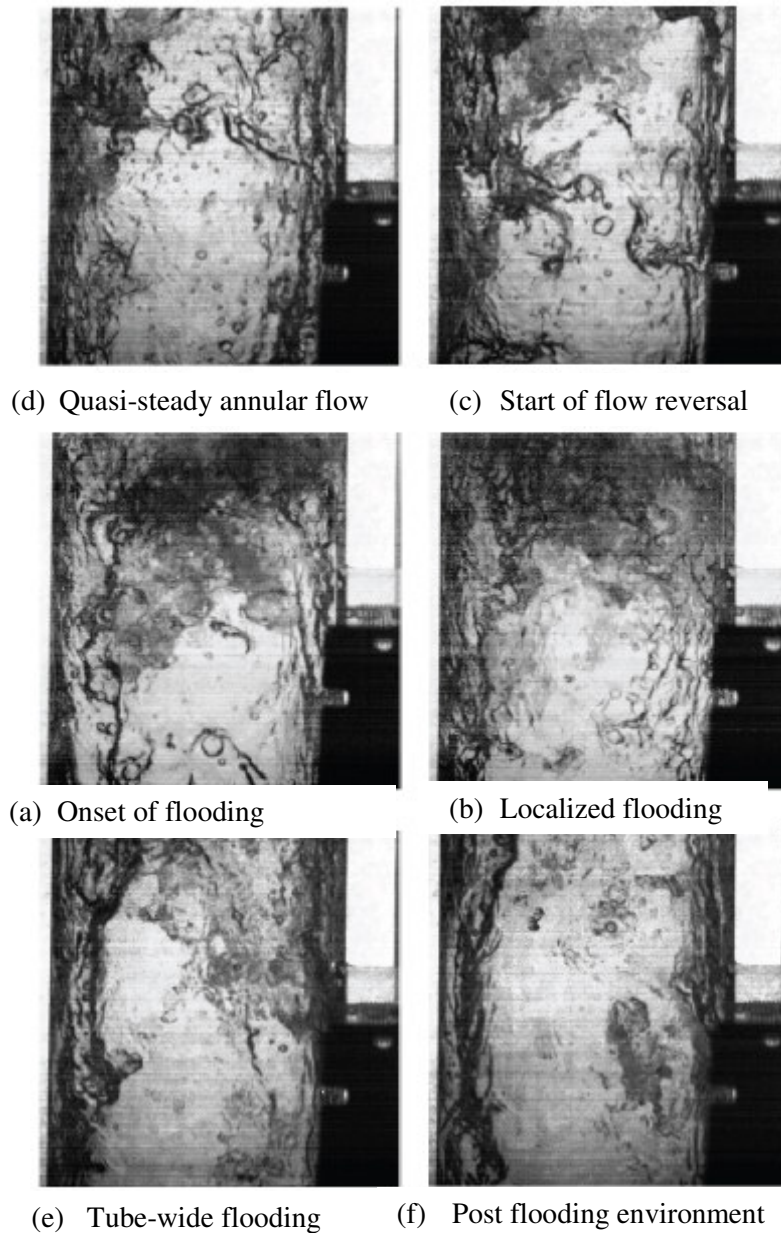 (d) Quasi-steady annular flow
(c) Start of flow reversal
(a) Onset of flooding
(b) Localized flooding
(e) Tube-wide flooding
(f) Post flooding environment